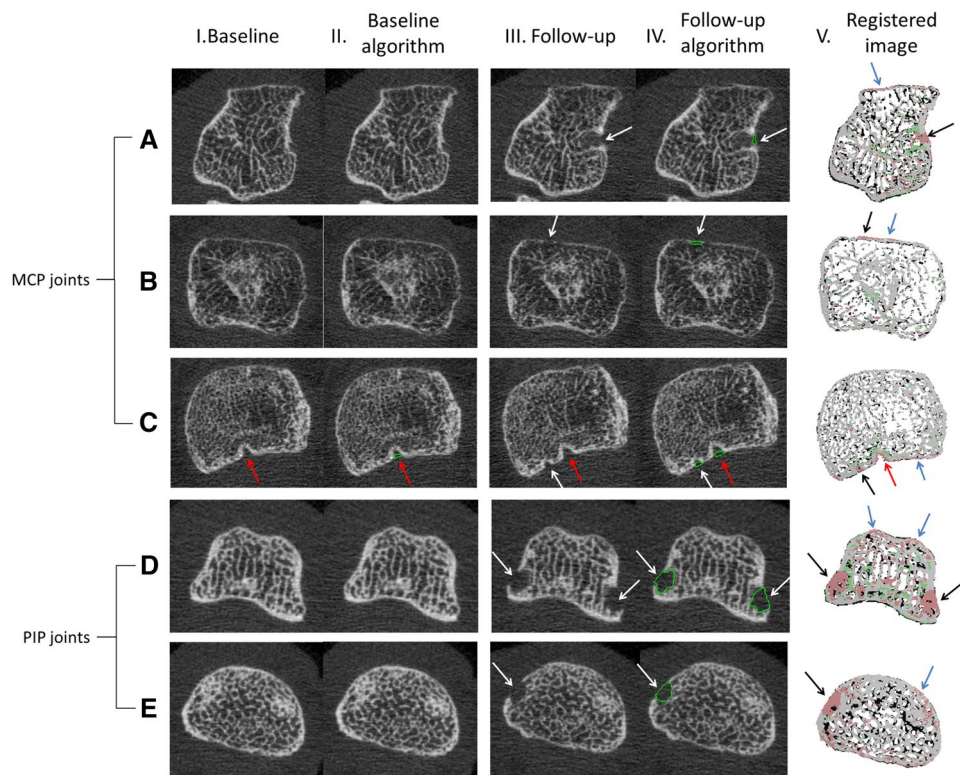 I.Baseline
II. Baseline
algorithm
III. Follow-up
IV. Follow-up
algorithm
V. Registered
image
A
MCP joints
B
C
D
PIP joints
E